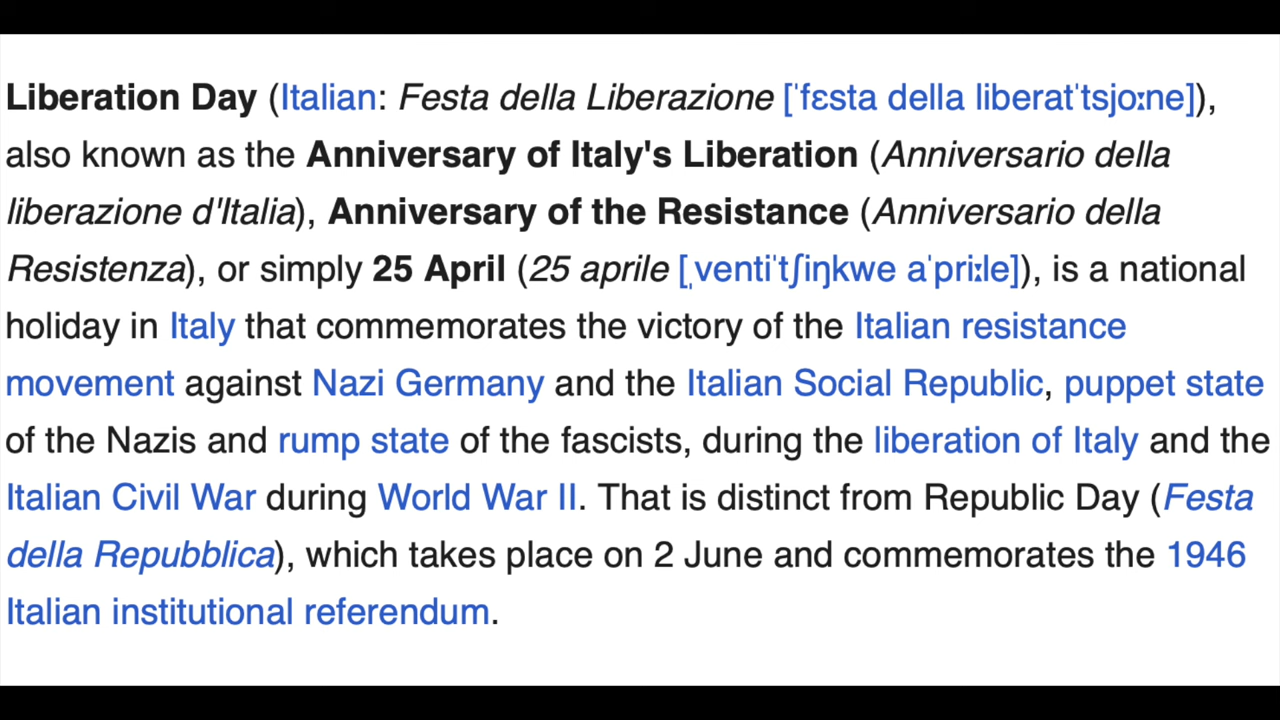 Liberation Day (Italian: Festa della Liberazione [ˈfɛsta della liberatˈtsjoːne]),
also known as the Anniversary of Italy's Liberation (Anniversario della
liberazione d'Italia), Anniversary of the Resistance (Anniversario della
Resistenza), or simply 25 April (25 aprile [ˌventiˈtʃiŋkwe aˈpriːle]), is a national
holiday in Italy that commemorates the victory of the Italian resistance
movement against Nazi Germany and the Italian Social Republic, puppet state
of the Nazis and rump state of the fascists, during the liberation of Italy and the
Italian Civil War during World War II. That is distinct from Republic Day (Festa
della Repubblica), which takes place on 2 June and commemorates the 1946
Italian institutional referendum.